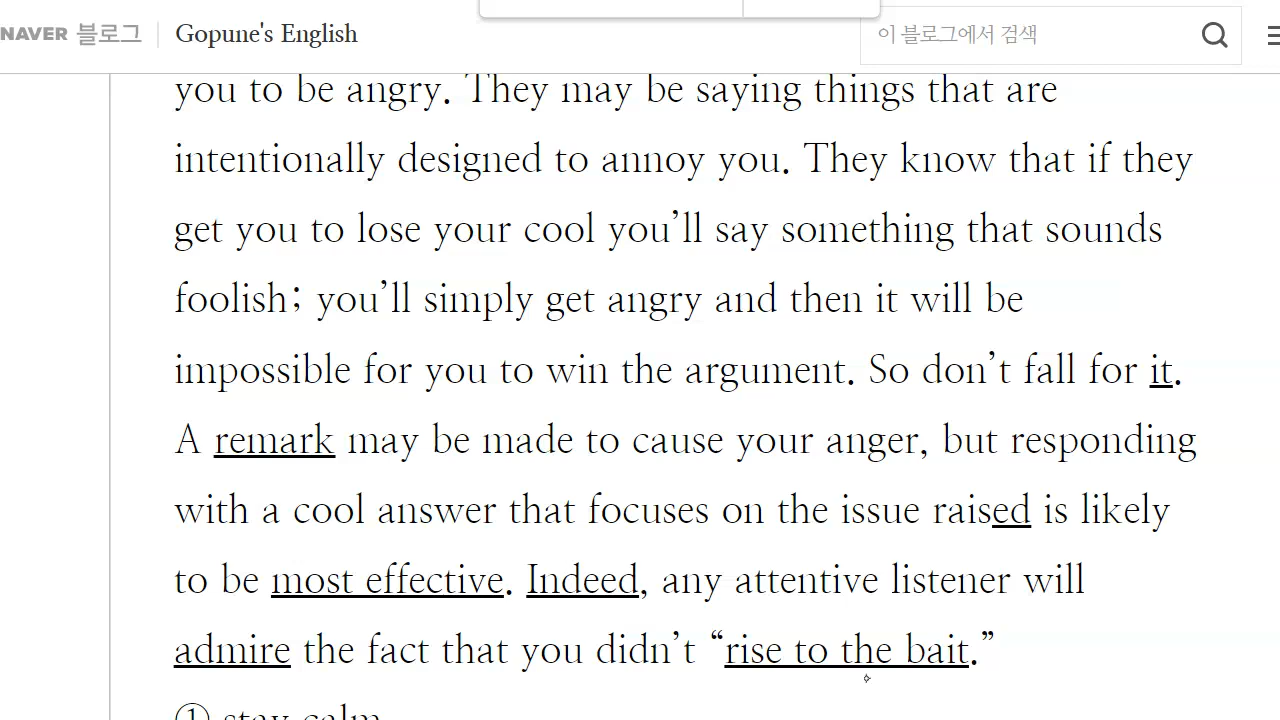 NAVER 블로그 Gopune's English 이 블로그에서 검색
you to be angry. They may be saying things that are
intentionally designed to annoy you. They know that if they
get you to lose your cool you’ll say something that sounds
foolish; you’ll simply get angry and then it will be
impossible for you to win the argument. So don’t fall for it.
A remark may be made to cause your anger, but responding
with a cool answer that focuses on the issue raised is likely
to be most effective. Indeed, any attentive listener will
admire the fact that you didn’t “rise to the bait.”
① stay calm